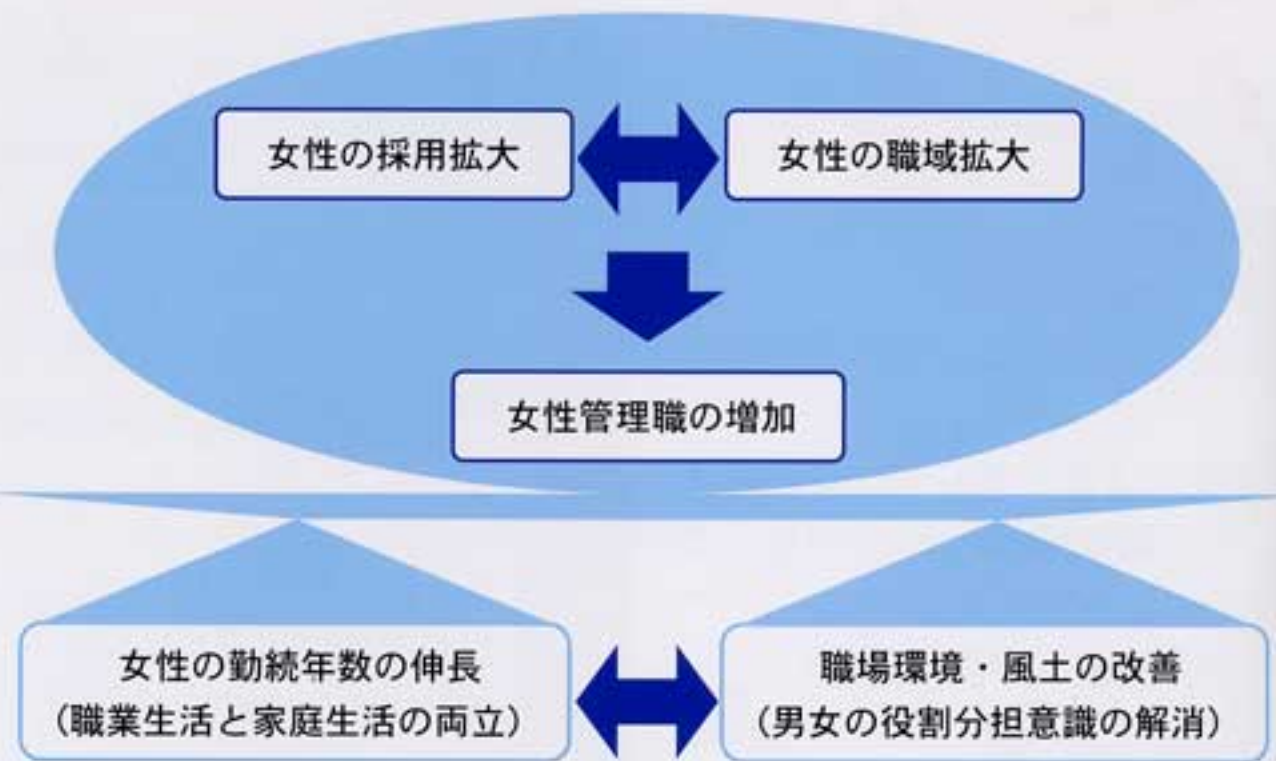 女性の採用拡大
女性の職域拡大
女性管理職の増加
女性の勤続年数の伸長
(職業生活と家庭生活の両立)
職場環境・風土の改善
(男女の役割分担意識の解消)